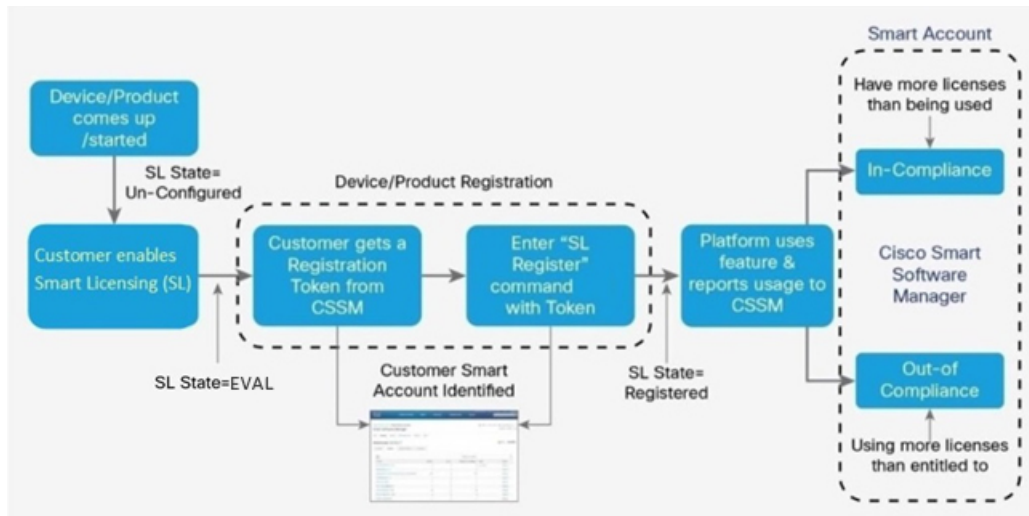 Smart Account
Device/Product
comes up
/started
Have more licenses
than being used
SL State=
Un-Configured
Device/Product Registration
In-Compliance
Customer enables
Smart Licensing (SL)
Customer gets a
Registration
Token from
CSSM
Enter “SL
Register”
command
with Token
Platform uses
feature &
reports usage to
CSSM
Cisco Smart
Software
Manager
SL State=EVAL
Customer Smart
Account Identified
SL State=
Registered
Out-of
Compliance
Using more licenses
than entitled to